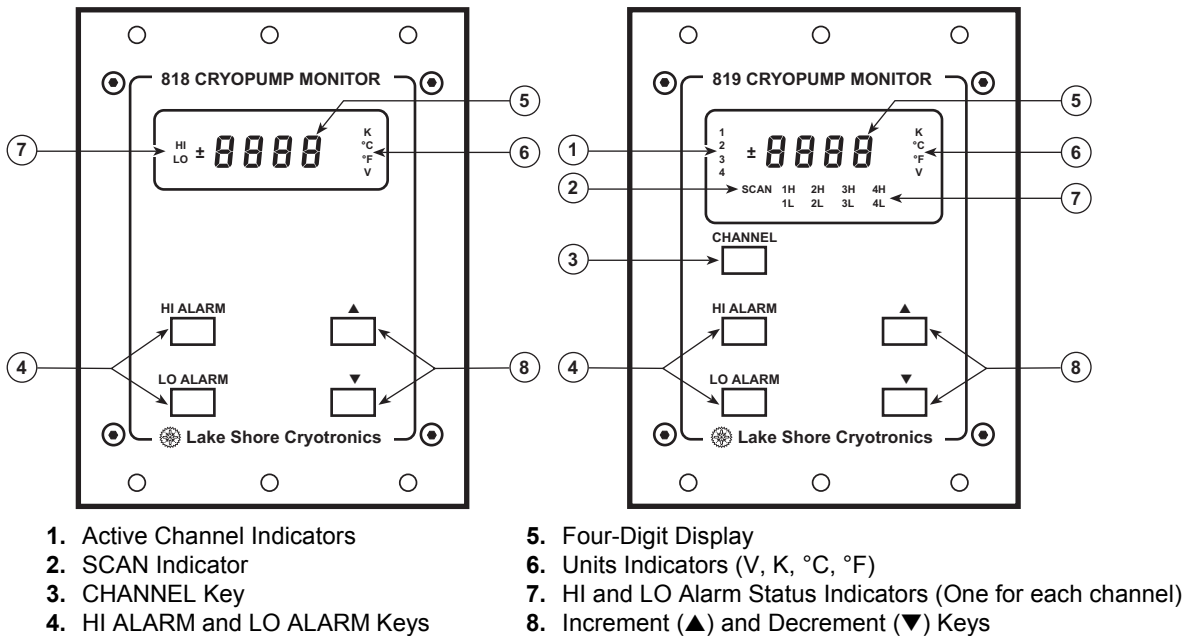 818 CRYOPUMP MONITOR
5
7
HI
LO
±
8888
K
°C
°F
V
6
HI ALARM
▲
4
LO ALARM
▼
8
Lake Shore Cryotronics
819 CRYOPUMP MONITOR
5
1
1
2
3
4
±
8888
K
°C
°F
V
6
2
SCAN 1H 2H 3H 4H
1L 2L 3L 4L
7
CHANNEL
3
HI ALARM
▲
4
LO ALARM
▼
8
Lake Shore Cryotronics
1. Active Channel Indicators
2. SCAN Indicator
3. CHANNEL Key
4. HI ALARM and LO ALARM Keys
5. Four-Digit Display
6. Units Indicators (V, K, °C, °F)
7. HI and LO Alarm Status Indicators (One for each channel)
8. Increment (▲) and Decrement (▼) Keys